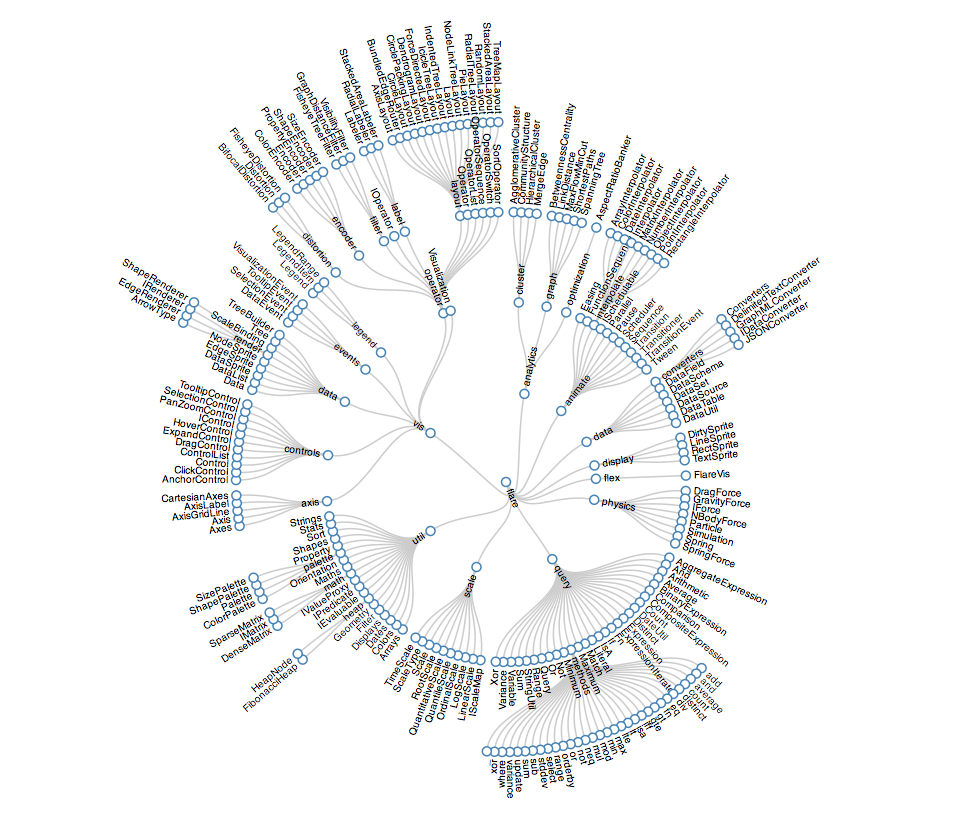 flare
analytics
cluster
AgglomerativeCluster
CommunityStructure
HierarchicalCluster
MergeEdge
graph
BetweennessCentrality
LinkDistance
MaxFlowMinCut
ShortestPaths
SpanningTree
optimization
AspectRatioBanker
animate
Easing
FunctionSequence
interpolate
ArrayInterpolator
ColorInterpolator
DateInterpolator
Interpolator
MatrixInterpolator
NumberInterpolator
ObjectInterpolator
PointInterpolator
RectangleInterpolator
ISchedulable
Parallel
Pause
Scheduler
Sequence
Transition
Transitioner
TransitionEvent
Tween
data
converters
Converters
DelimitedTextConverter
GraphMLConverter
IDataConverter
JSONConverter
DataField
DataSchema
DataSet
DataSource
DataTable
DataUtil
display
DirtySprite
LineSprite
RectSprite
TextSprite
flex
FlareVis
physics
DragForce
GravityForce
IForce
NBodyForce
Particle
Simulation
Spring
SpringForce
query
AggregateExpression
And
Arithmetic
Average
BinaryExpression
Comparison
CompositeExpression
Count
DateUtil
Distinct
Expression
ExpressionIterator
Fn
If
IsA
Literal
Match
Maximum
methods
add
and
average
count
distinct
div
eq
fn
gt
gte
iff
isa
lt
lte
max
min
mod
mul
neq
not
or
orderby
range
select
stddev
sub
sum
update
variance
where
xor
Minimum
Not
Or
Query
Range
StringUtil
Sum
Variable
Variance
Xor
scale
IScaleMap
LinearScale
LogScale
OrdinalScale
QuantileScale
QuantitativeScale
RootScale
Scale
ScaleType
TimeScale
util
Arrays
Colors
Dates
Displays
Filter
Geometry
heap
FibonacciHeap
HeapNode
IEvaluable
IPredicate
IValueProxy
math
DenseMatrix
IMatrix
SparseMatrix
Maths
Orientation
palette
ColorPalette
Palette
ShapePalette
SizePalette
Property
Shapes
Sort
Stats
Strings
vis
axis
Axes
Axis
AxisGridLine
AxisLabel
CartesianAxes
controls
AnchorControl
ClickControl
Control
ControlList
DragControl
ExpandControl
HoverControl
IControl
PanZoomControl
SelectionControl
TooltipControl
data
Data
DataList
DataSprite
EdgeSprite
NodeSprite
render
ArrowType
EdgeRenderer
IRenderer
ShapeRenderer
ScaleBinding
Tree
TreeBuilder
events
DataEvent
SelectionEvent
TooltipEvent
VisualizationEvent
legend
Legend
LegendItem
LegendRange
operator
distortion
BifocalDistortion
Distortion
FisheyeDistortion
encoder
ColorEncoder
Encoder
PropertyEncoder
ShapeEncoder
SizeEncoder
filter
FisheyeTreeFilter
GraphDistanceFilter
VisibilityFilter
IOperator
label
Labeler
RadialLabeler
StackedAreaLabeler
layout
AxisLayout
BundledEdgeRouter
CircleLayout
CirclePackingLayout
DendrogramLayout
ForceDirectedLayout
IcicleTreeLayout
IndentedTreeLayout
Layout
NodeLinkTreeLayout
PieLayout
RadialTreeLayout
RandomLayout
StackedAreaLayout
TreeMapLayout
Operator
OperatorList
OperatorSequence
OperatorSwitch
SortOperator
Visualization